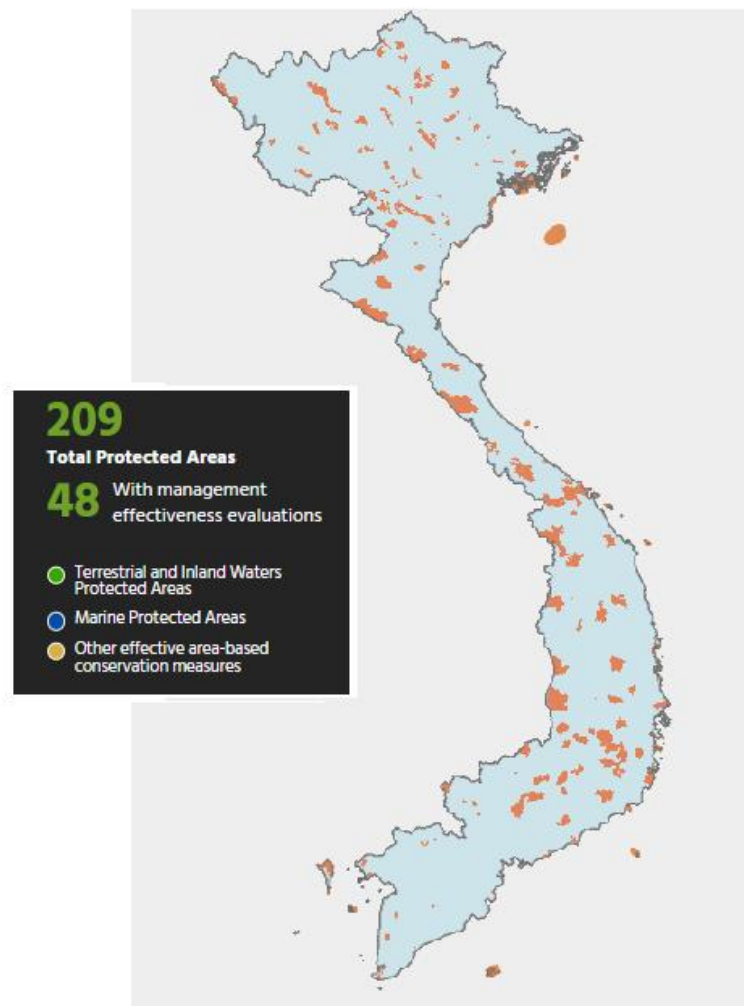 209
Total Protected Areas
48 With management
effectiveness evaluations
Terrestrial and Inland Waters
Protected Areas
Marine Protected Areas
Other effective area-based
conservation measures